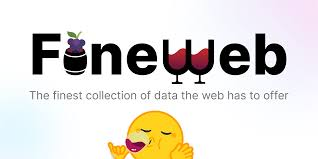 FineWeb
The finest collection of data the web has to offer